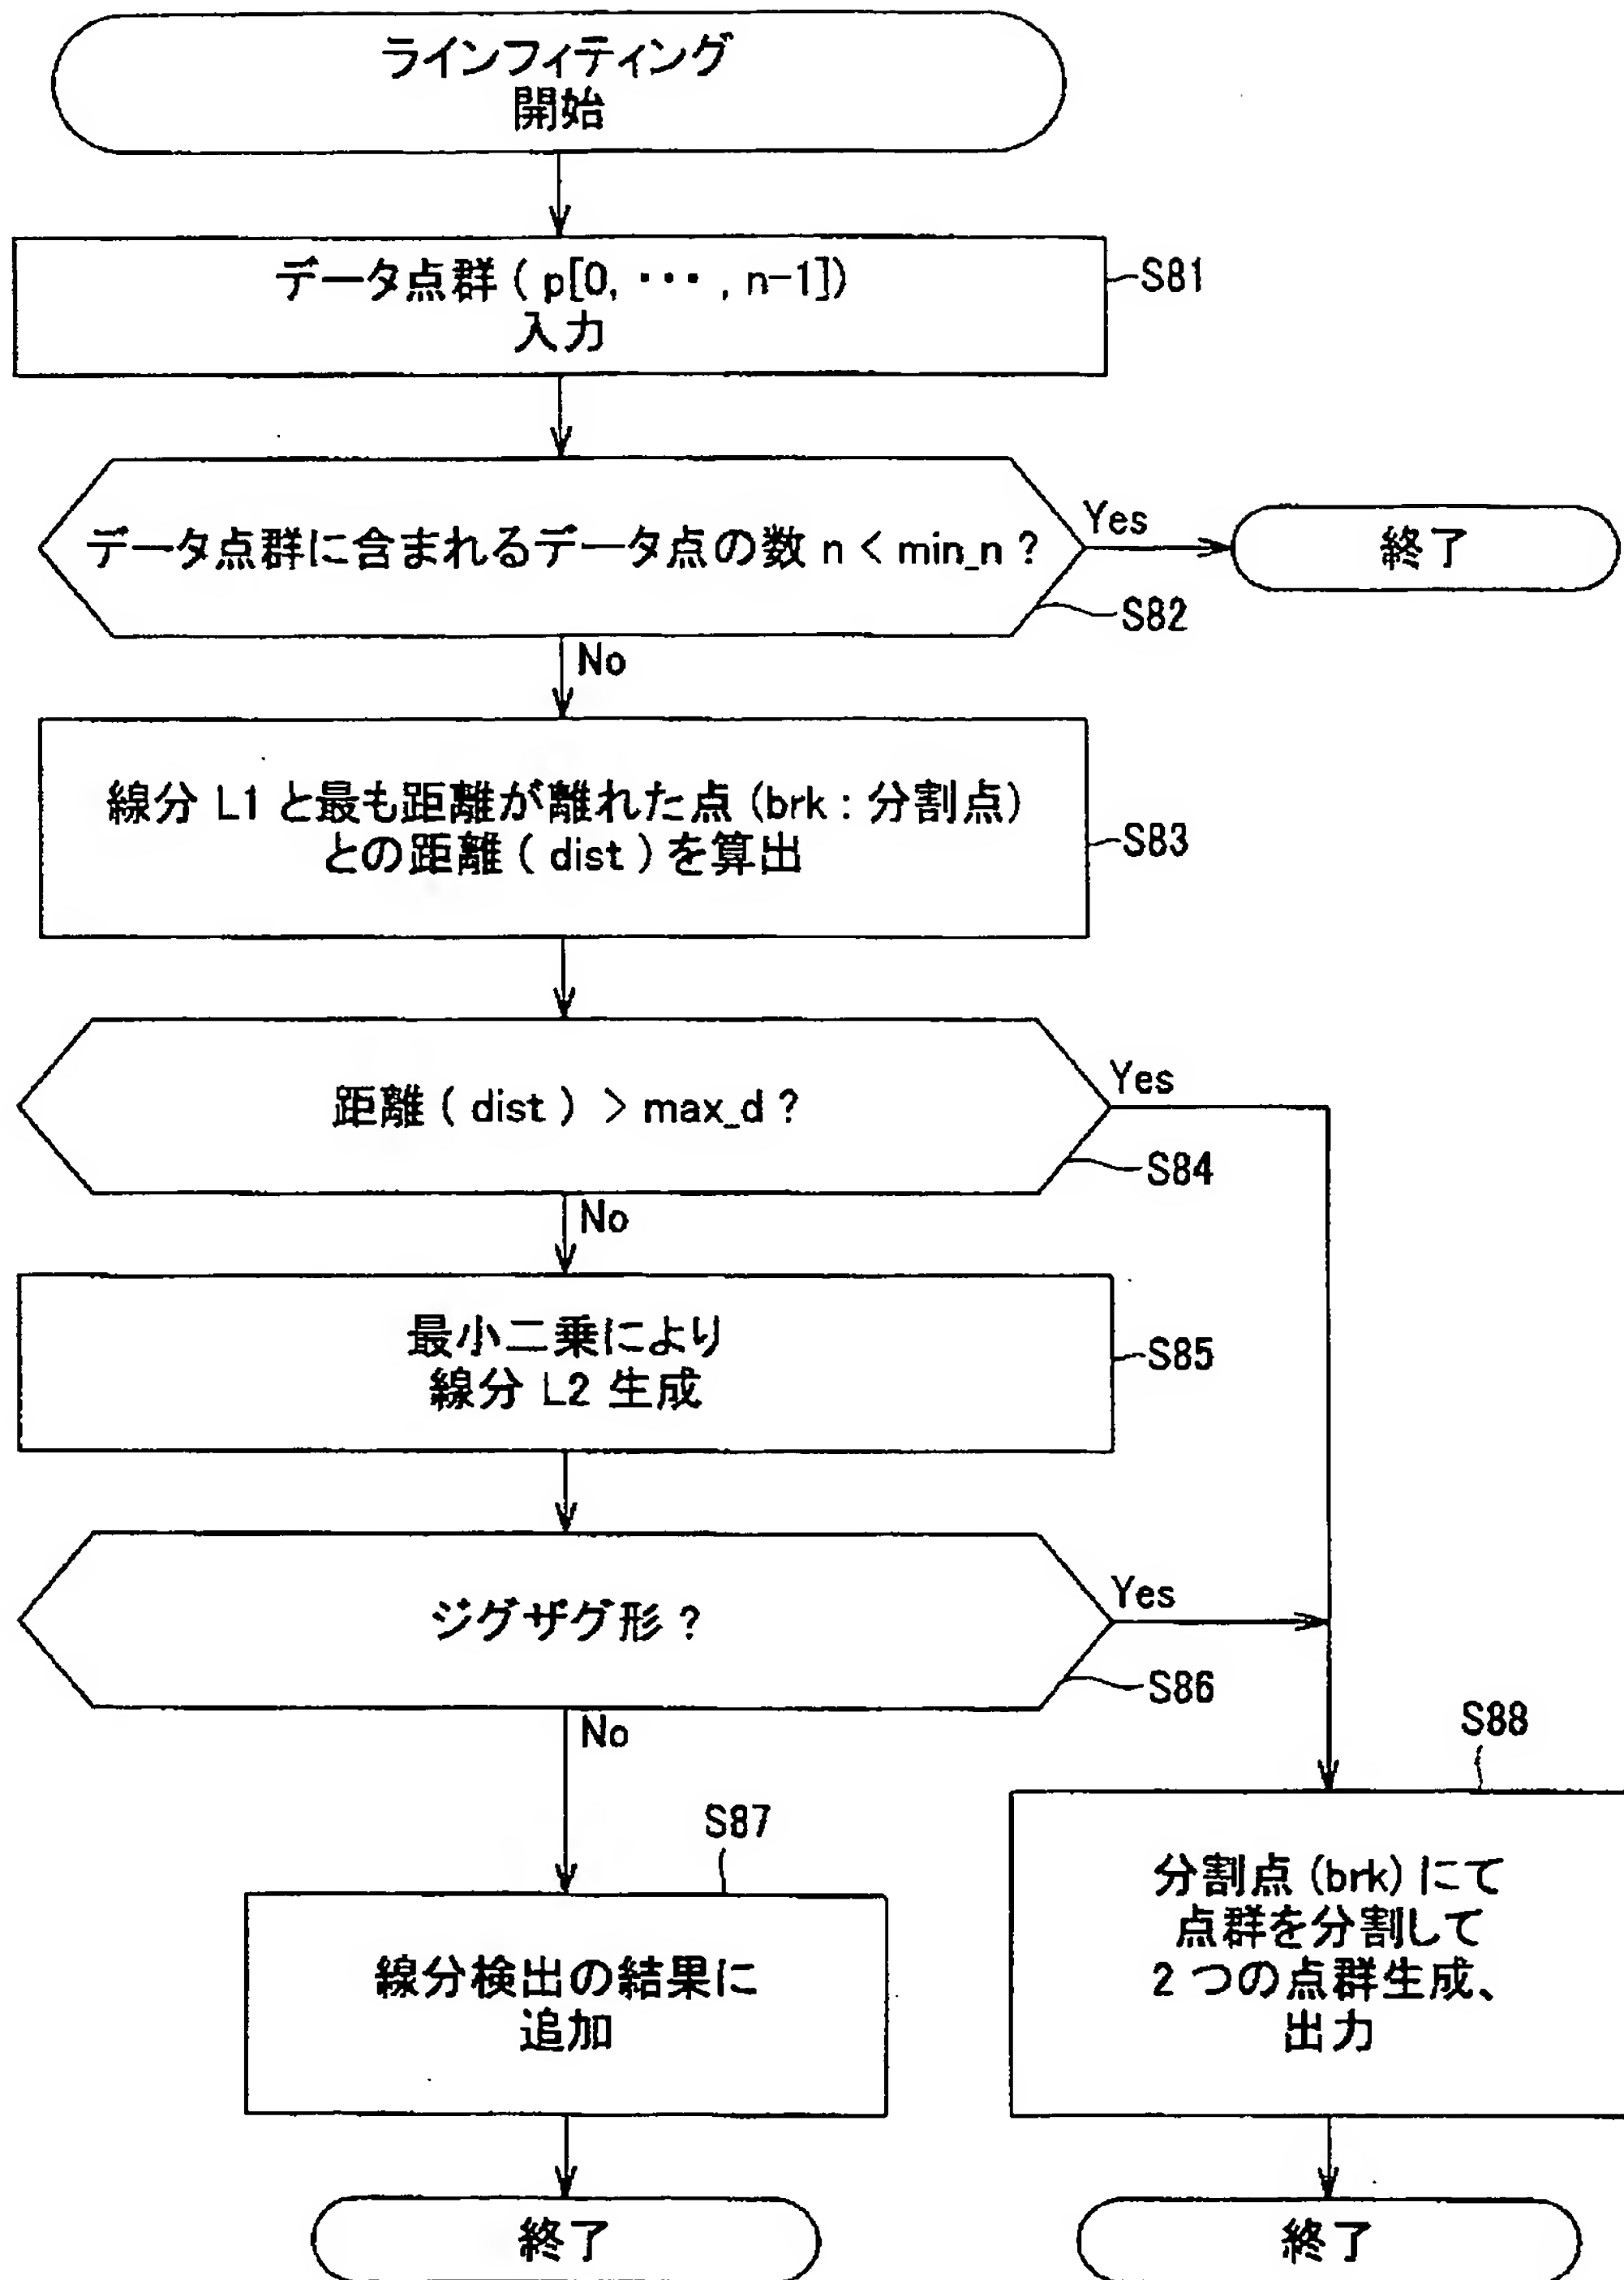 ラインフィティング
開始
データ点群 ( p[0, ･･･ , n-1])
入力
S81
データ点群に含まれるデータ点の数 n < min_n ?
Yes
終了
S82
No
線分 L1 と最も距離が離れた点 (brk : 分割点)
との距離 ( dist ) を算出
S83
距離 ( dist ) > max_d ?
Yes
S84
No
最小二乗により
線分 L2 生成
S85
ジグザグ形 ?
Yes
S86
No
S87
線分検出の結果に
追加
終了
S88
分割点 (brk) にて
点群を分割して
2 つの点群生成、
出力
終了